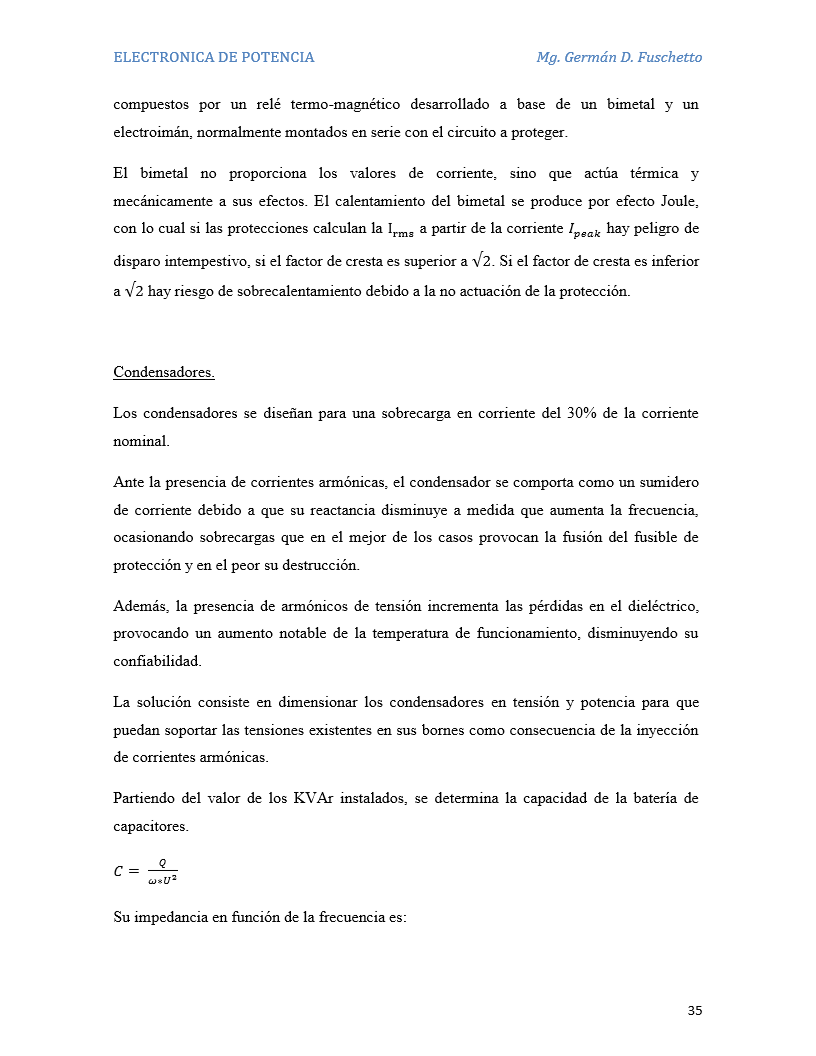 ELECTRONICA DE POTENCIA Mg. Germán D. Fuschetto
compuestos por un relé termo-magnético desarrollado a base de un bimetal y un
electroimán, normalmente montados en serie con el circuito a proteger.
El bimetal no proporciona los valores de corriente, sino que actúa térmica y
mecánicamente a sus efectos. El calentamiento del bimetal se produce por efecto Joule,
con lo cual si las protecciones calculan la I_rms a partir de la corriente I_peak hay peligro de
disparo intempestivo, si el factor de cresta es superior a √2. Si el factor de cresta es inferior
a √2 hay riesgo de sobrecalentamiento debido a la no actuación de la protección.
Condensadores.
Los condensadores se diseñan para una sobrecarga en corriente del 30% de la corriente
nominal.
Ante la presencia de corrientes armónicas, el condensador se comporta como un sumidero
de corriente debido a que su reactancia disminuye a medida que aumenta la frecuencia,
ocasionando sobrecargas que en el mejor de los casos provocan la fusión del fusible de
protección y en el peor su destrucción.
Además, la presencia de armónicos de tensión incrementa las pérdidas en el dieléctrico,
provocando un aumento notable de la temperatura de funcionamiento, disminuyendo su
confiabilidad.
La solución consiste en dimensionar los condensadores en tensión y potencia para que
puedan soportar las tensiones existentes en sus bornes como consecuencia de la inyección
de corrientes armónicas.
Partiendo del valor de los KVAr instalados, se determina la capacidad de la batería de
capacitores.
C = Q / (ω*U²)
Su impedancia en función de la frecuencia es:
35